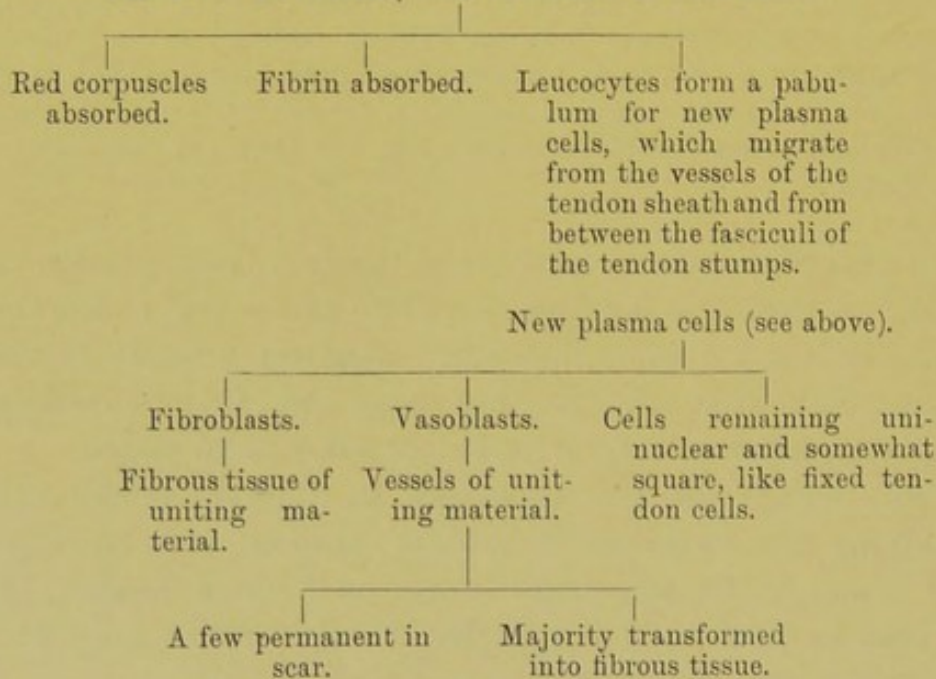 Red corpuscles
absorbed.
Fibrin absorbed.
Leucocytes form a pabu-
lum for new plasma
cells, which migrate
from the vessels of the
tendon sheath and from
between the fasciculi of
the tendon stumps.
New plasma cells (see above).
Fibroblasts.
Vasoblasts.
Cells remaining uni-
nuclear and somewhat
square, like fixed ten-
don cells.
Fibrous tissue of
uniting ma-
terial.
Vessels of unit-
ing material.
A few permanent in
scar.
Majority transformed
into fibrous tissue.